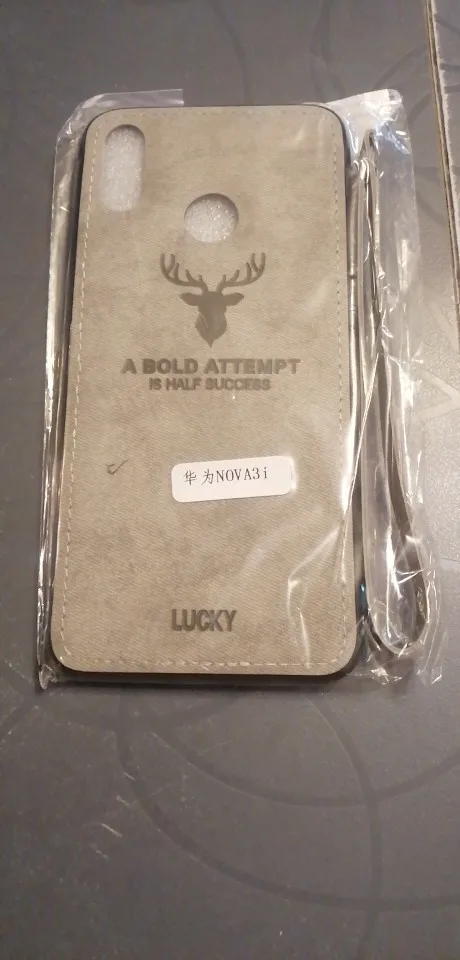 A BOLD ATTEMPT
IS HALF SUCCESS
华为NOVA3i
LUCKY